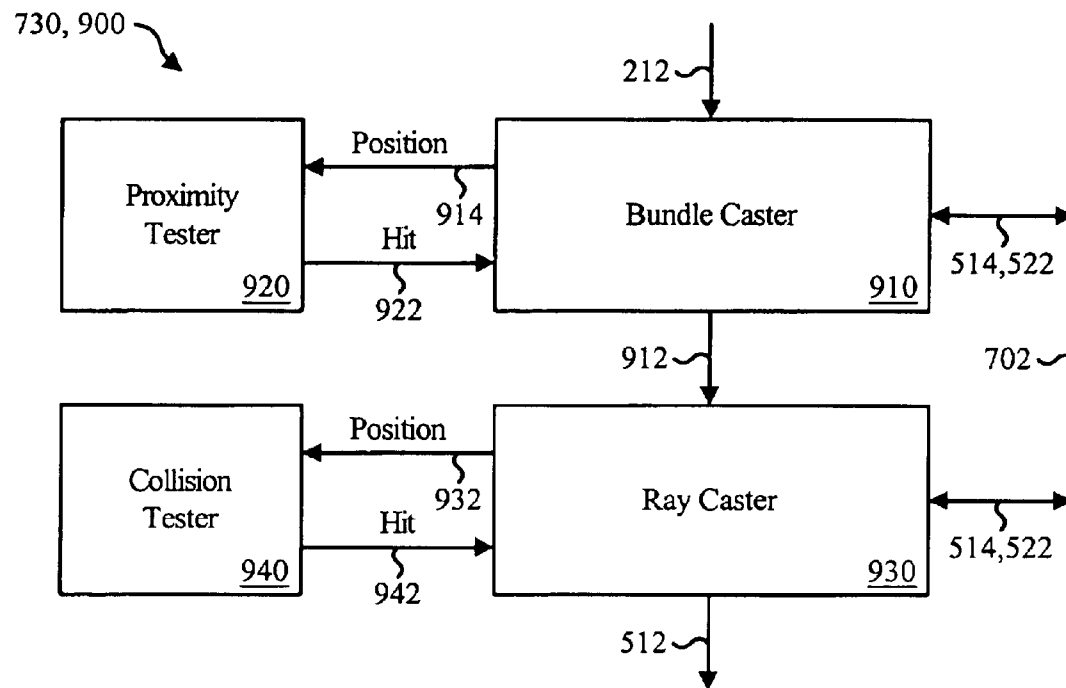 730, 900
212
Position
914
Proximity
Tester
920
Hit
922
Bundle Caster
910
514,522
912
702
Position
932
Collision
Tester
940
Hit
942
Ray Caster
930
514,522
512